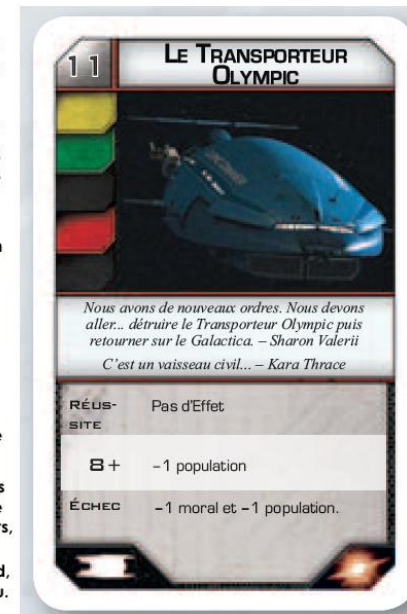 11
LE TRANSPORTEUR
OLYMPIC
Nous avons de nouveaux ordres. Nous devons
aller... détruire le Transporteur Olympic puis
retourner sur le Galactica. – Sharon Valerii
C'est un vaisseau civil... – Kara Thrace
RÉUS-
SITE
Pas d'Effet
8+
-1 population
ÉCHEC
-1 moral et -1 population.